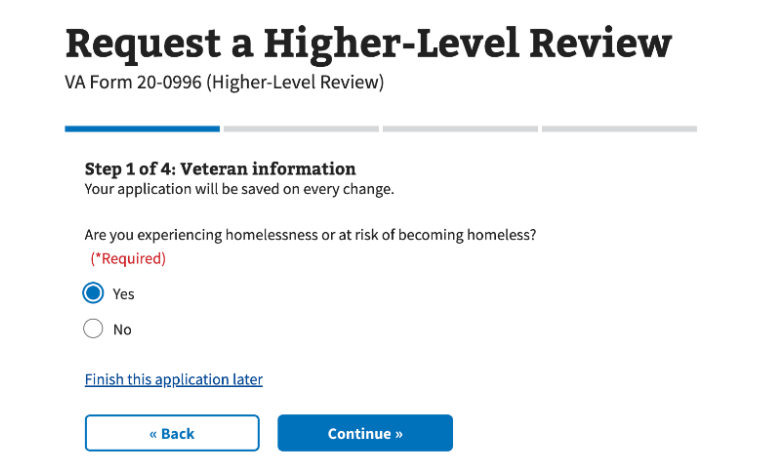 Request a Higher-Level Review
VA Form 20-0996 (Higher-Level Review)
Step 1 of 4: Veteran information
Your application will be saved on every change.
Are you experiencing homelessness or at risk of becoming homeless?
(*Required)
Yes
No
Finish this application later
« Back
Continue »